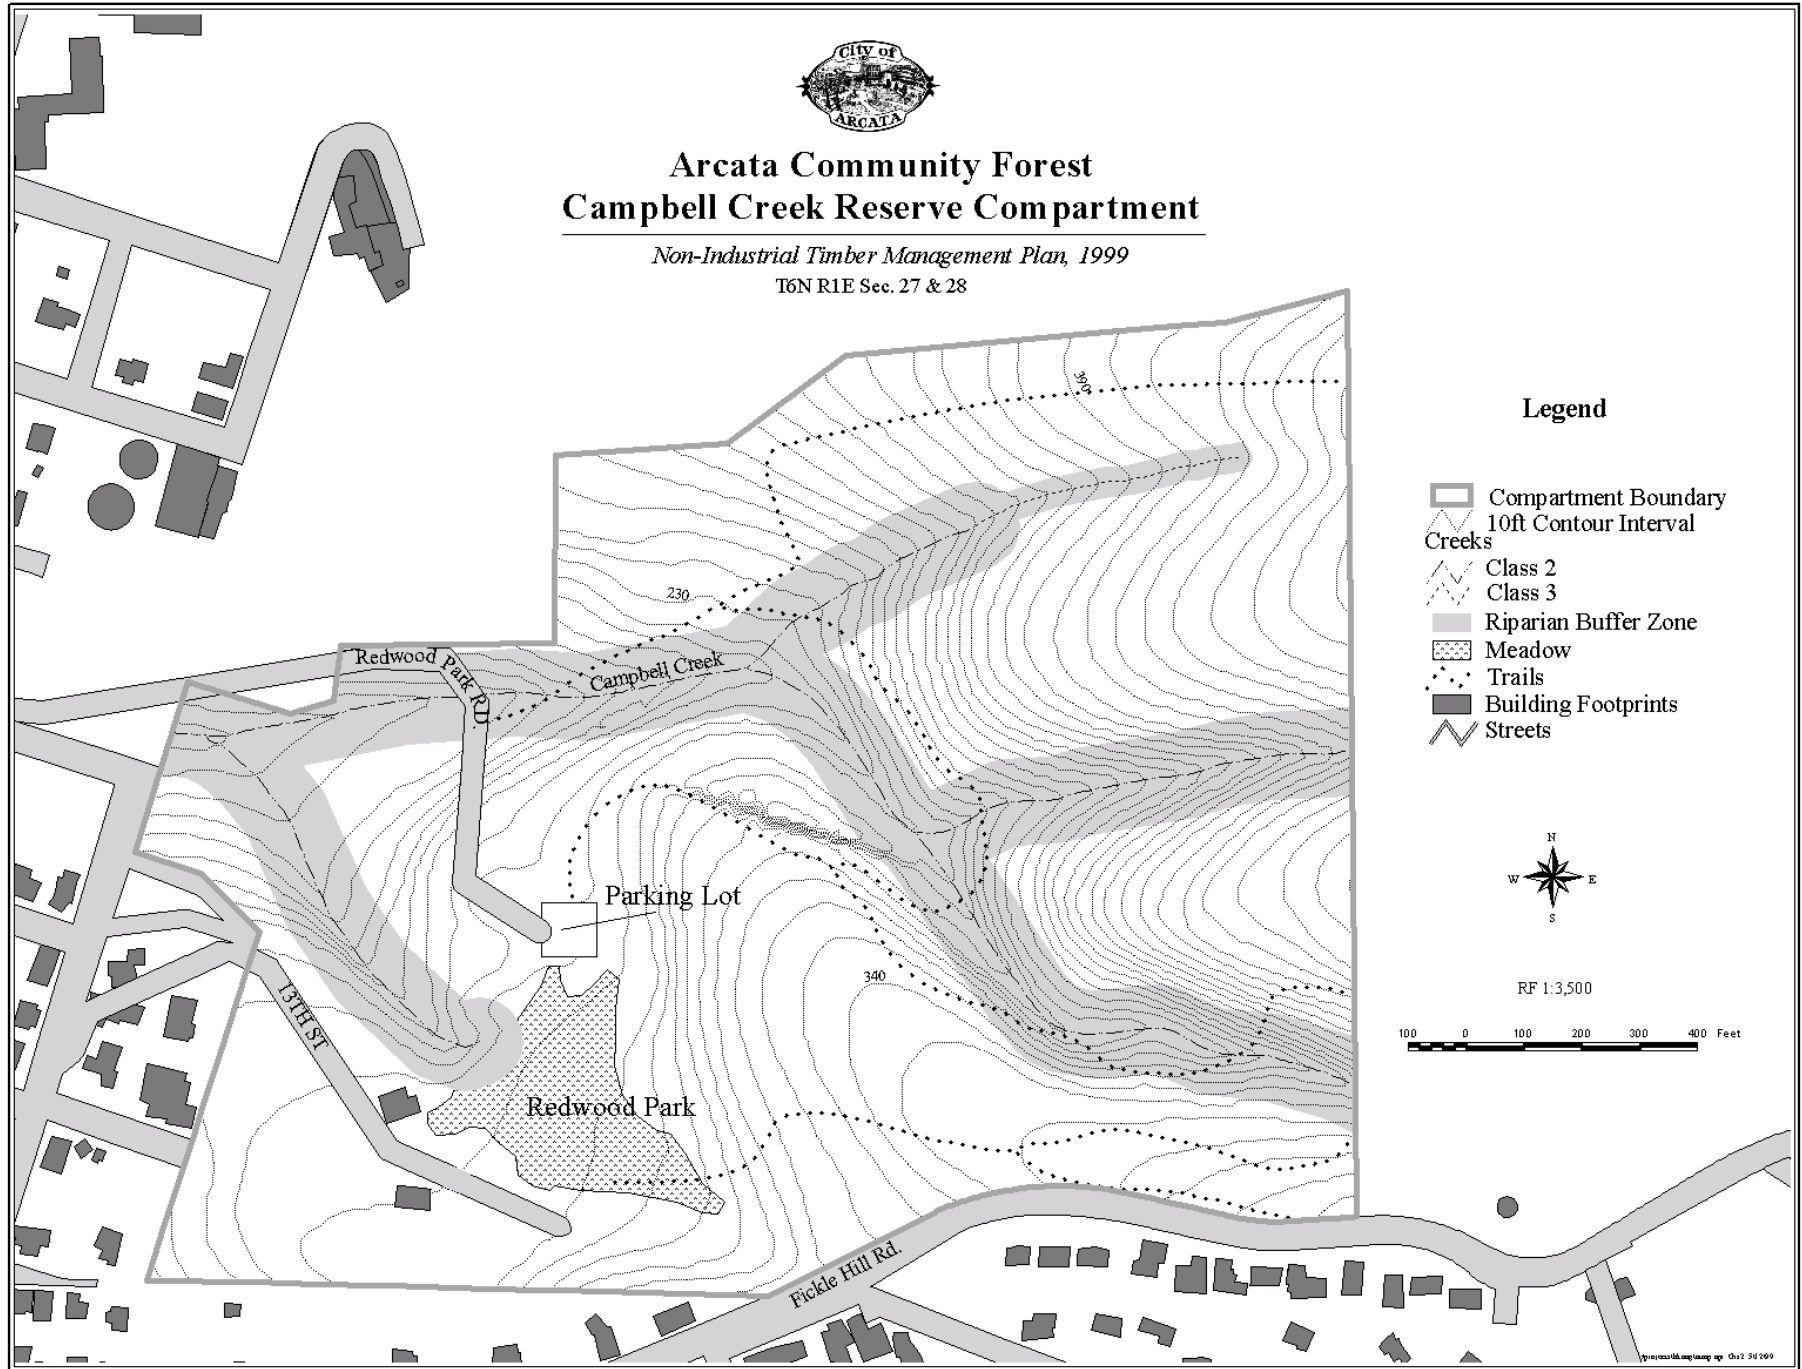 City of
ARCATA
Arcata Community Forest
Campbell Creek Reserve Compartment
Non-Industrial Timber Management Plan, 1999
T6N R1E Sec. 27 & 28
390
230
Redwood Park RD
Campbell Creek
Parking Lot
340
13TH ST
Redwood Park
Fickle Hill Rd.
Legend
Compartment Boundary
10ft Contour Interval
Creeks
Class 2
Class 3
Riparian Buffer Zone
Meadow
Trails
Building Footprints
Streets
N
W E
S
RF 1:3,500
100 0 100 200 300 400 Feet